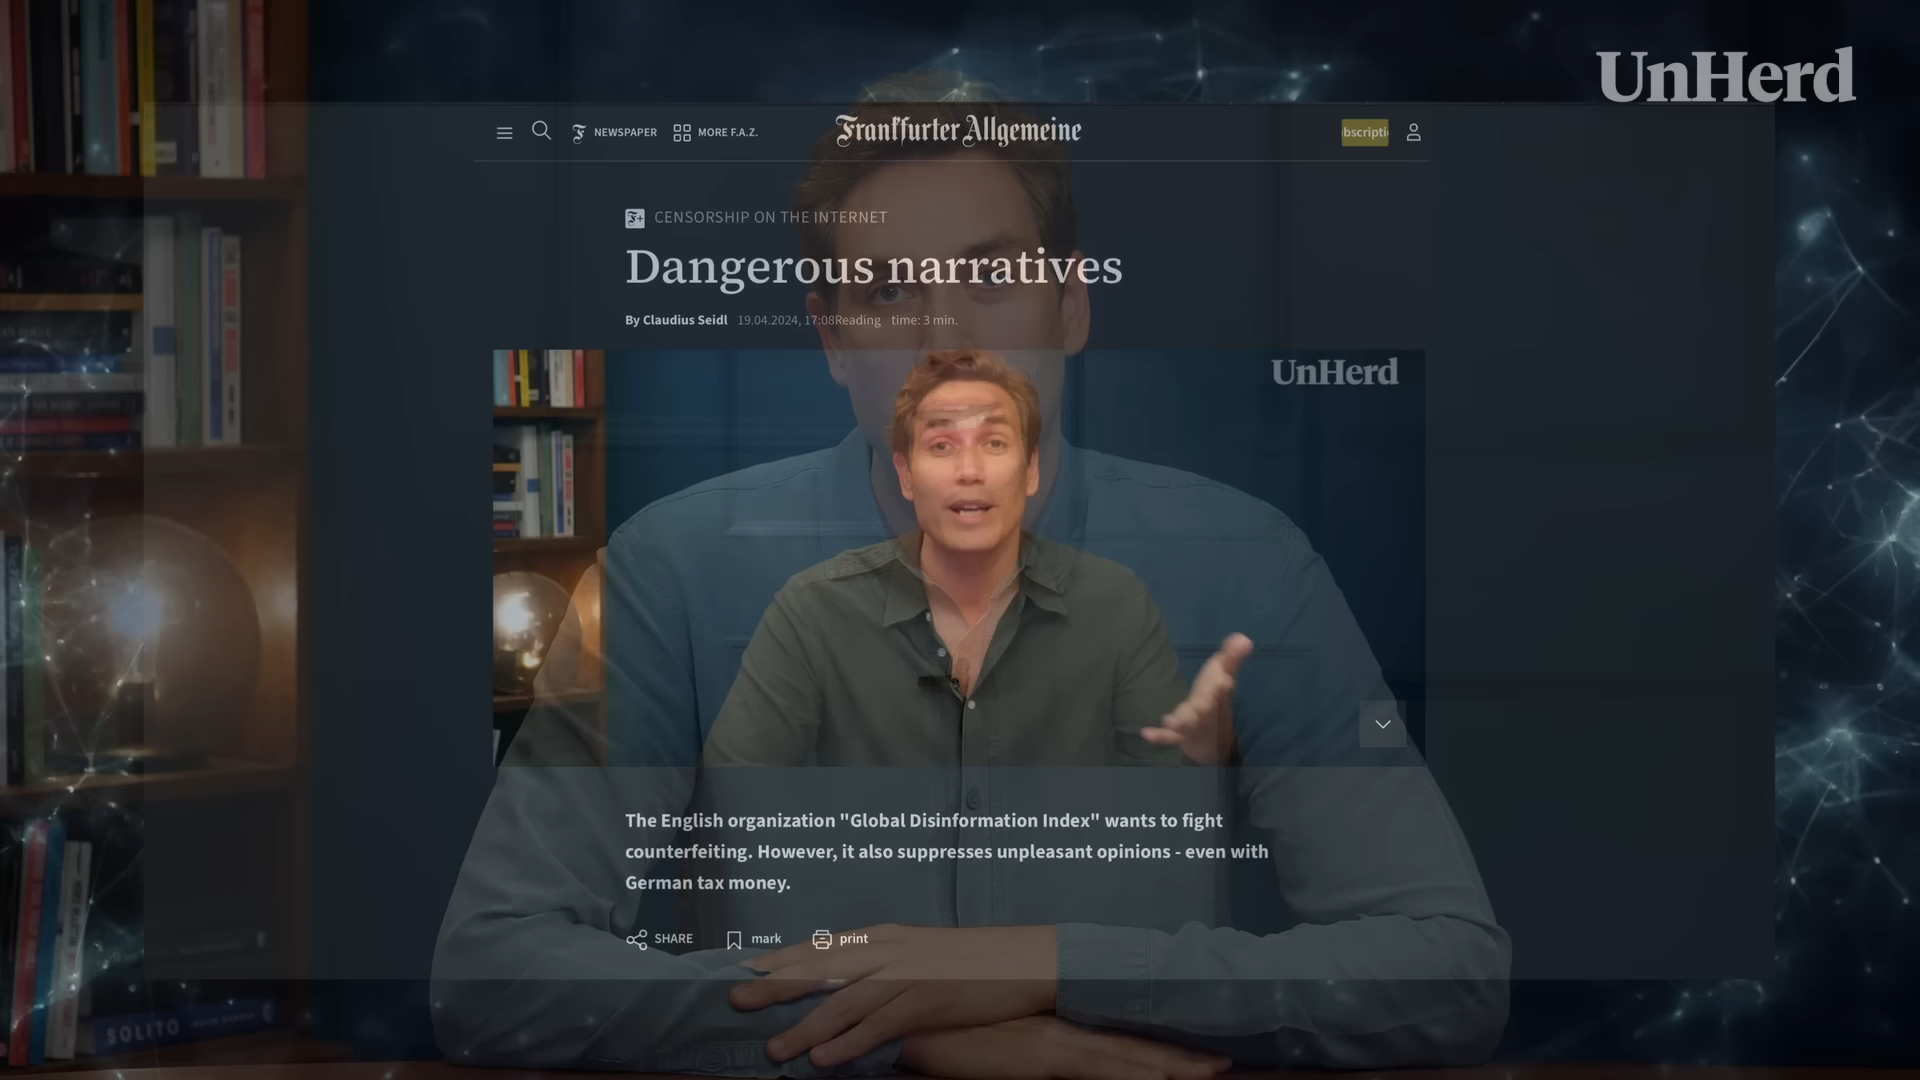 UnHerd
NEWSPAPER
MORE F.A.Z.
Frankfurter Allgemeine
bscripti
F+ CENSORSHIP ON THE INTERNET
Dangerous narratives
By Claudius Seidl 19.04.2024, 17:08Reading time: 3 min.
UnHerd
The English organization "Global Disinformation Index" wants to fight
counterfeiting. However, it also suppresses unpleasant opinions - even with
German tax money.
SHARE
mark
print
SOLITO